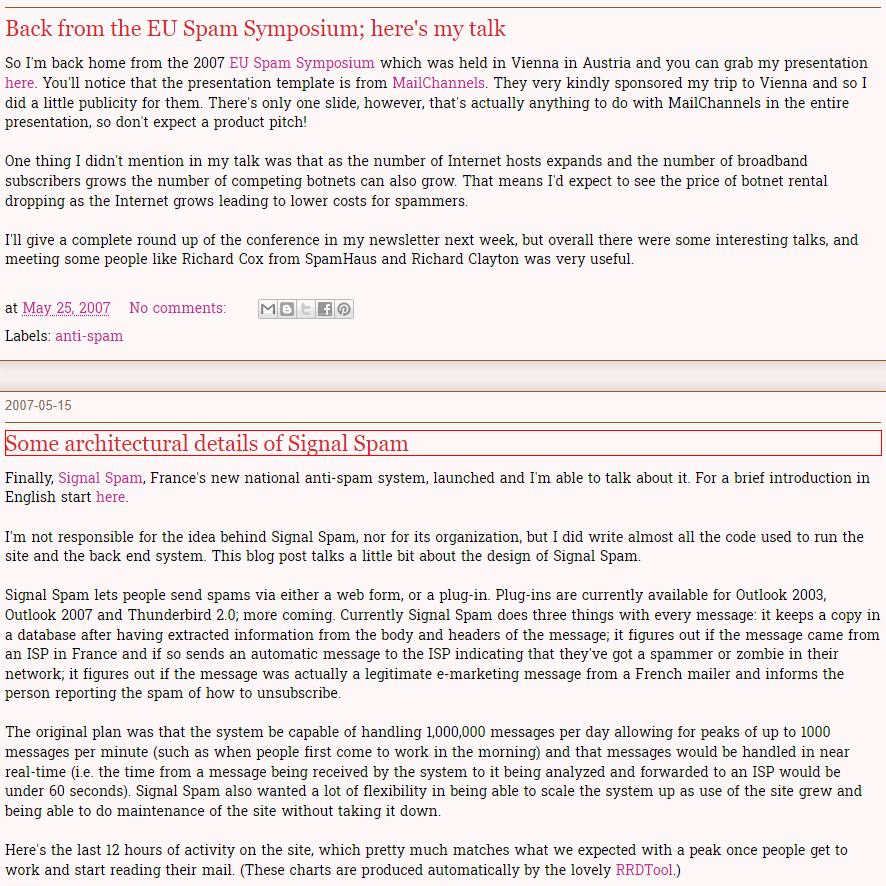 Back from the EU Spam Symposium; here's my talk
So I'm back home from the 2007 EU Spam Symposium which was held in Vienna in Austria and you can grab my presentation
here. You'll notice that the presentation template is from MailChannels. They very kindly sponsored my trip to Vienna and so I
did a little publicity for them. There's only one slide, however, that's actually anything to do with MailChannels in the entire
presentation, so don't expect a product pitch!
One thing I didn't mention in my talk was that as the number of Internet hosts expands and the number of broadband
subscribers grows the number of competing botnets can also grow. That means I'd expect to see the price of botnet rental
dropping as the Internet grows leading to lower costs for spammers.
I'll give a complete round up of the conference in my newsletter next week, but overall there were some interesting talks, and
meeting some people like Richard Cox from SpamHaus and Richard Clayton was very useful.
at May 25, 2007 No comments:
Labels: anti-spam
2007-05-15
Some architectural details of Signal Spam
Finally, Signal Spam, France's new national anti-spam system, launched and I'm able to talk about it. For a brief introduction in
English start here.
I'm not responsible for the idea behind Signal Spam, nor for its organization, but I did write almost all the code used to run the
site and the back end system. This blog post talks a little bit about the design of Signal Spam.
Signal Spam lets people send spams via either a web form, or a plug-in. Plug-ins are currently available for Outlook 2003,
Outlook 2007 and Thunderbird 2.0; more coming. Currently Signal Spam does three things with every message: it keeps a copy in
a database after having extracted information from the body and headers of the message; it figures out if the message came from
an ISP in France and if so sends an automatic message to the ISP indicating that they've got a spammer or zombie in their
network; it figures out if the message was actually a legitimate e-marketing message from a French mailer and informs the
person reporting the spam of how to unsubscribe.
The original plan was that the system be capable of handling 1,000,000 messages per day allowing for peaks of up to 1000
messages per minute (such as when people first come to work in the morning) and that messages would be handled in near
real-time (i.e. the time from a message being received by the system to it being analyzed and forwarded to an ISP would be
under 60 seconds). Signal Spam also wanted a lot of flexibility in being able to scale the system up as use of the site grew and
being able to do maintenance of the site without taking it down.
Here's the last 12 hours of activity on the site, which pretty much matches what we expected with a peak once people get to
work and start reading their mail. (These charts are produced automatically by the lovely RRDTool.)